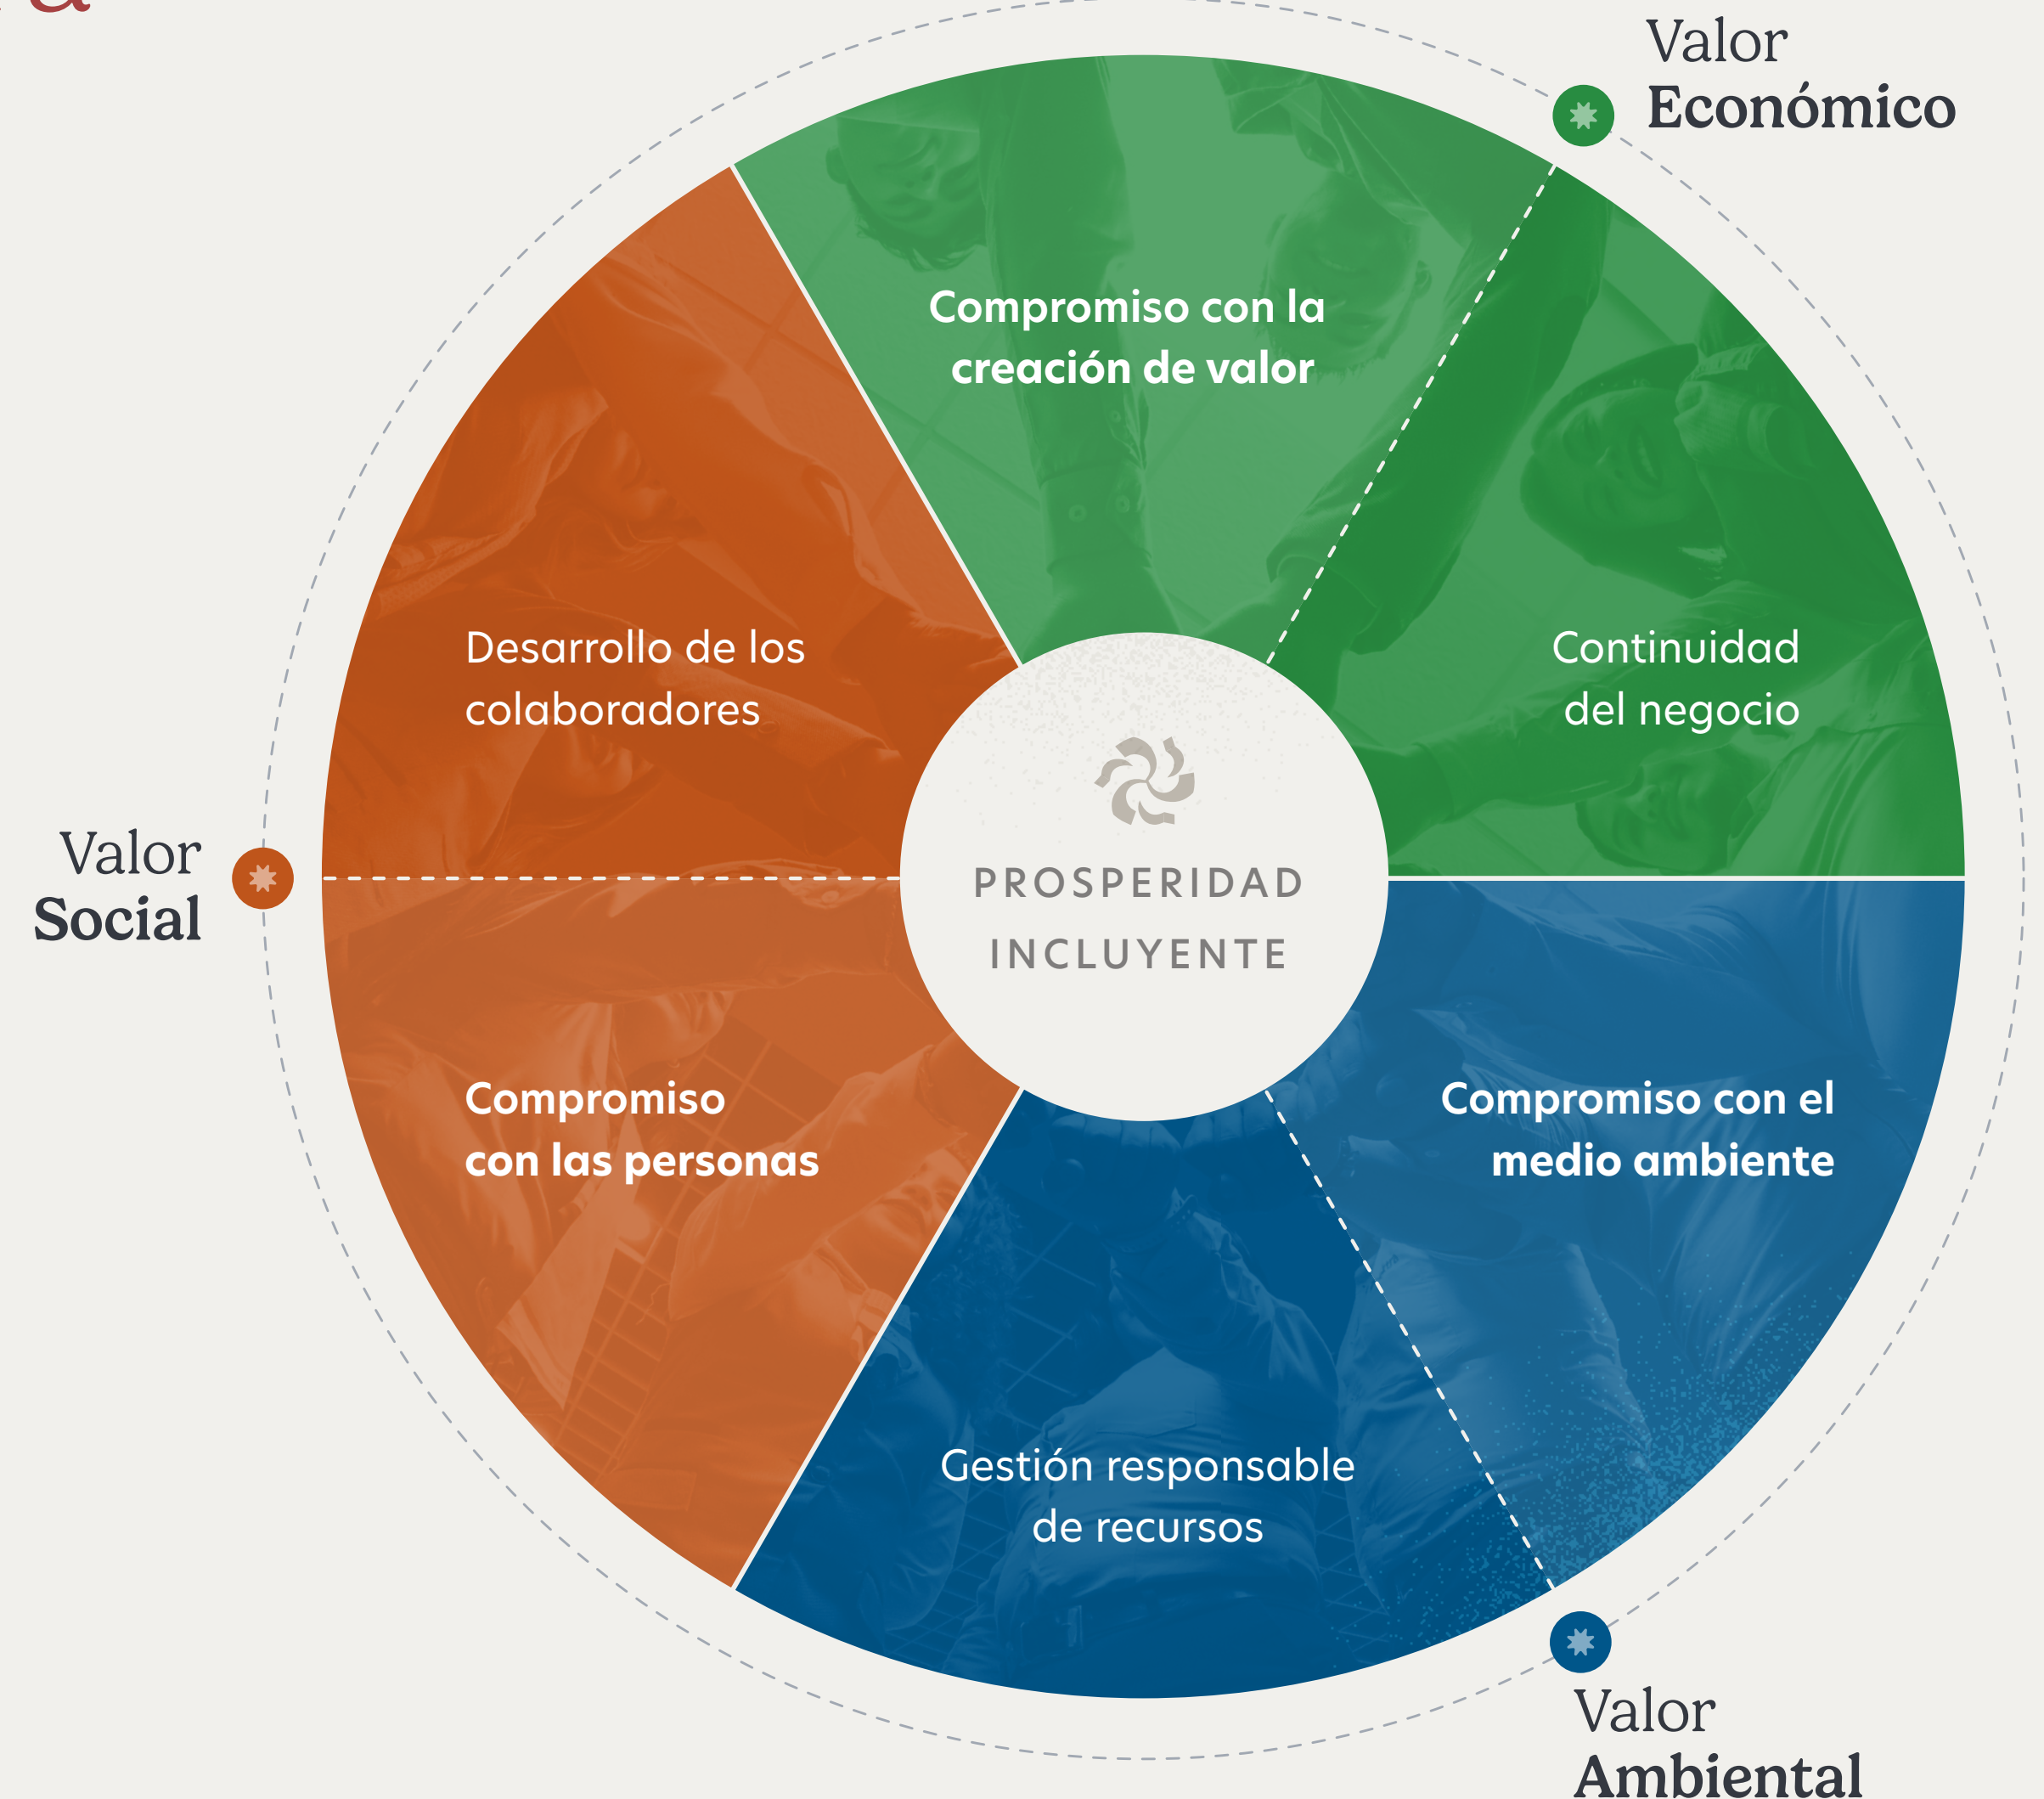 Valor
Económico
Compromiso con la
creación de valor
Desarrollo de los
colaboradores
Continuidad
del negocio
Valor
Social
PROSPERIDAD
INCLUYENTE
Compromiso
con las personas
Compromiso con el
medio ambiente
Gestión responsable
de recursos
Valor
Ambiental